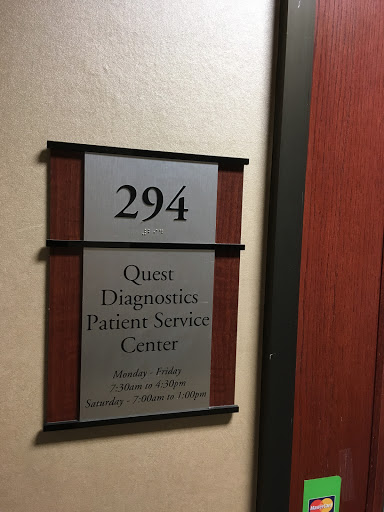 294
Quest
Diagnostics
Patient Service
Center
Monday - Friday
7:30am to 4:30pm
Saturday - 7:00am to 1:00pm
MasterCard